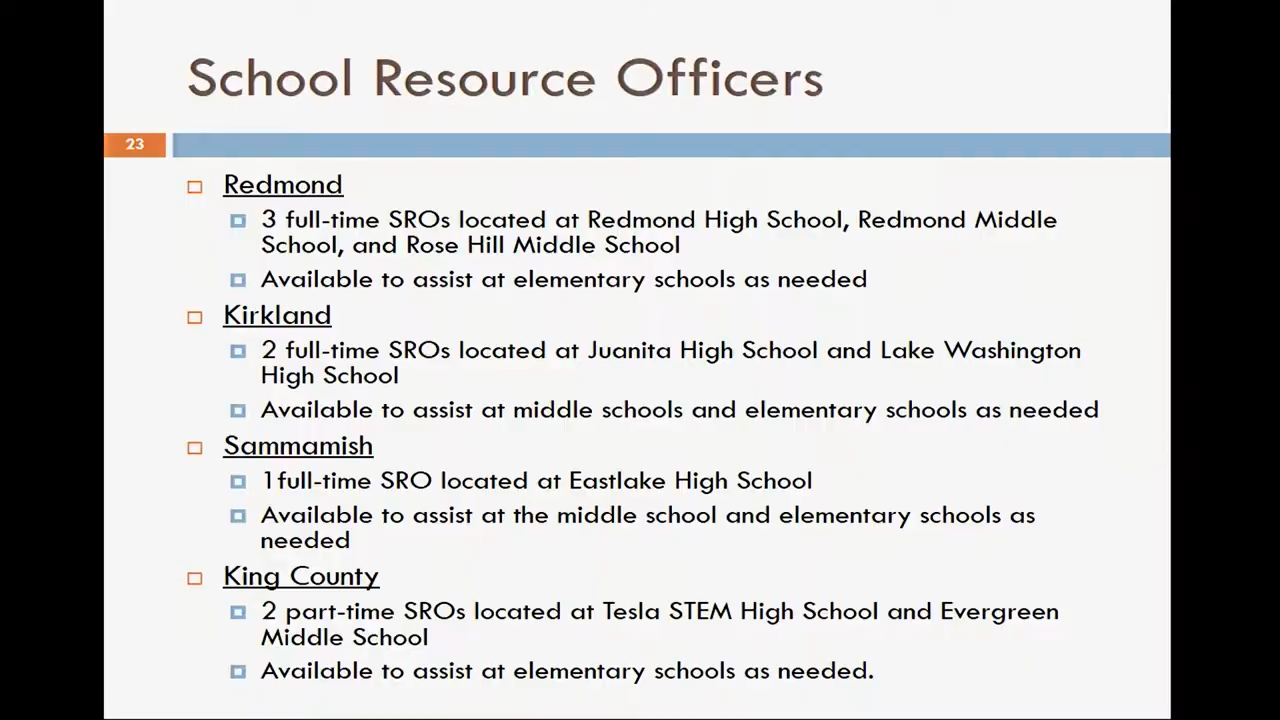 School Resource Officers
23
Redmond
3 full-time SROs located at Redmond High School, Redmond Middle
School, and Rose Hill Middle School
Available to assist at elementary schools as needed
Kirkland
2 full-time SROs located at Juanita High School and Lake Washington
High School
Available to assist at middle schools and elementary schools as needed
Sammamish
1full-time SRO located at Eastlake High School
Available to assist at the middle school and elementary schools as
needed
King County
2 part-time SROs located at Tesla STEM High School and Evergreen
Middle School
Available to assist at elementary schools as needed.